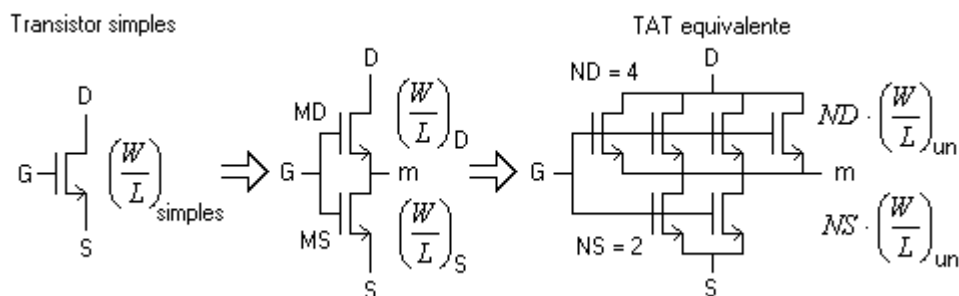 Transistor simples
TAT equivalente
D
G
S
(W/L)simples
D
MD
(W/L)D
G
m
MS
(W/L)S
S
D
ND = 4
ND · (W/L)un
G
m
NS = 2
NS · (W/L)un
S